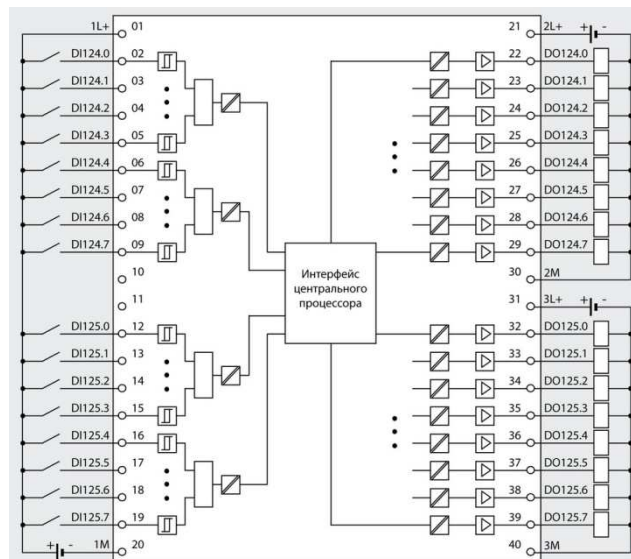 1L+ 01 21 2L+ + -
DI124.0 02 22 DO124.0
DI124.1 03 23 DO124.1
DI124.2 04 24 DO124.2
DI124.3 05 25 DO124.3
DI124.4 06 26 DO124.4
DI124.5 07 27 DO124.5
DI124.6 08 28 DO124.6
DI124.7 09 29 DO124.7
10 30 2M
11 31 3L+ + -
Интерфейс
центрального
процессора
DI125.0 12 32 DO125.0
DI125.1 13 33 DO125.1
DI125.2 14 34 DO125.2
DI125.3 15 35 DO125.3
DI125.4 16 36 DO125.4
DI125.5 17 37 DO125.5
DI125.6 18 38 DO125.6
DI125.7 19 39 DO125.7
+ - 1M 20 40 3M